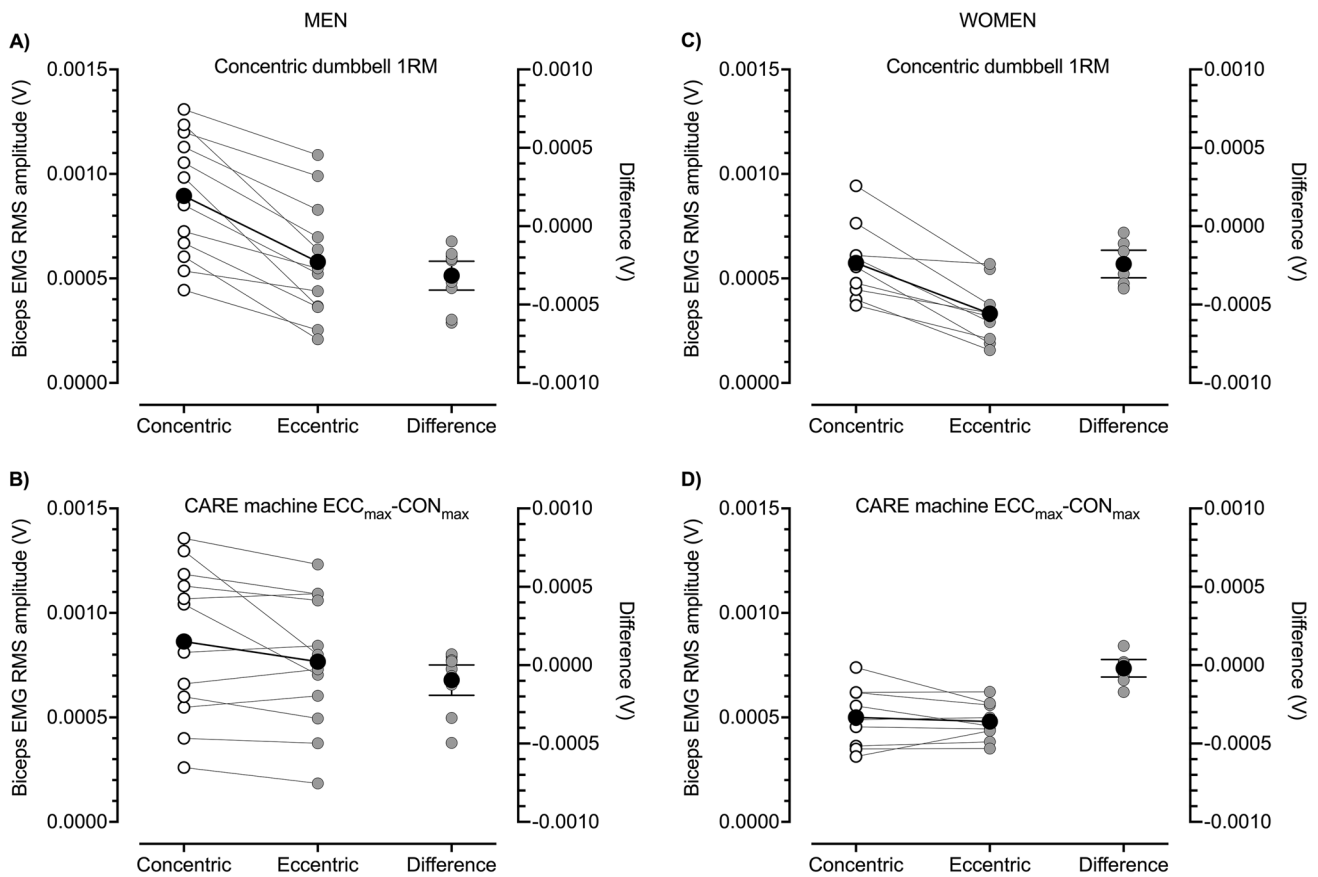 MEN
A)
Concentric dumbbell 1RM
Biceps EMG RMS amplitude (V)
0.0015
0.0010
0.0005
0.0000
0.0010
0.0005
0.0000
-0.0005
-0.0010
Difference (V)
Concentric Eccentric Difference
WOMEN
C)
Concentric dumbbell 1RM
Biceps EMG RMS amplitude (V)
0.0015
0.0010
0.0005
0.0000
0.0010
0.0005
0.0000
-0.0005
-0.0010
Difference (V)
Concentric Eccentric Difference
B)
CARE machine ECCmax-CONmax
Biceps EMG RMS amplitude (V)
0.0015
0.0010
0.0005
0.0000
0.0010
0.0005
0.0000
-0.0005
-0.0010
Difference (V)
Concentric Eccentric Difference
D)
CARE machine ECCmax-CONmax
Biceps EMG RMS amplitude (V)
0.0015
0.0010
0.0005
0.0000
0.0010
0.0005
0.0000
-0.0005
-0.0010
Difference (V)
Concentric Eccentric Difference